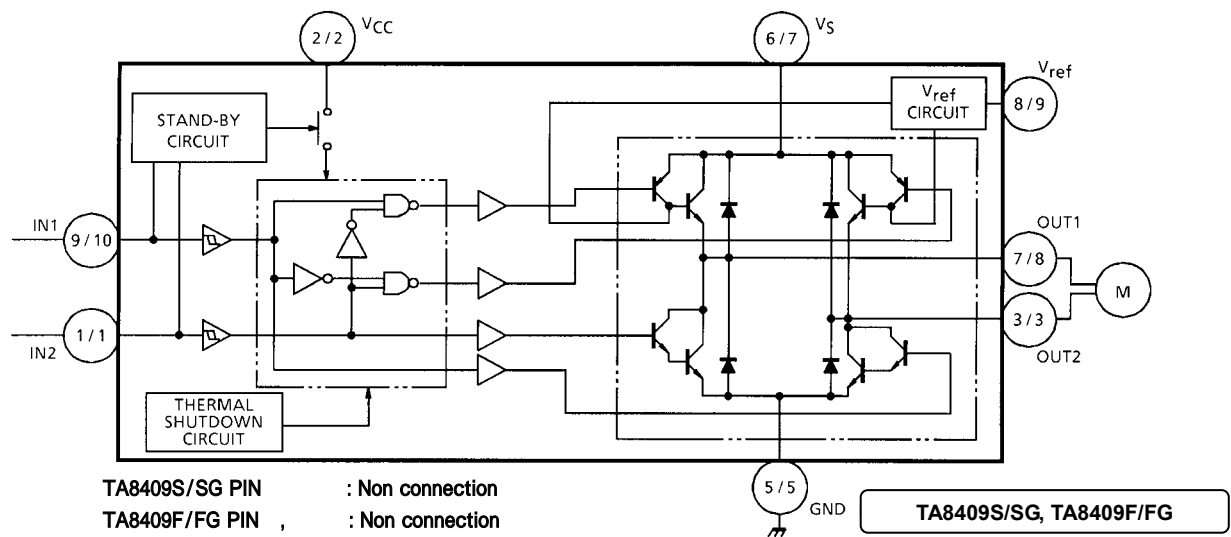 2/2
VCC
6/7
VS
Vref
8/9
STAND-BY
CIRCUIT
Vref
CIRCUIT
IN1
9/10
OUT1
7/8
M
1/1
IN2
3/3
OUT2
THERMAL
SHUTDOWN
CIRCUIT
TA8409S/SG PIN : Non connection
TA8409F/FG PIN , : Non connection
5/5
GND
TA8409S/SG, TA8409F/FG